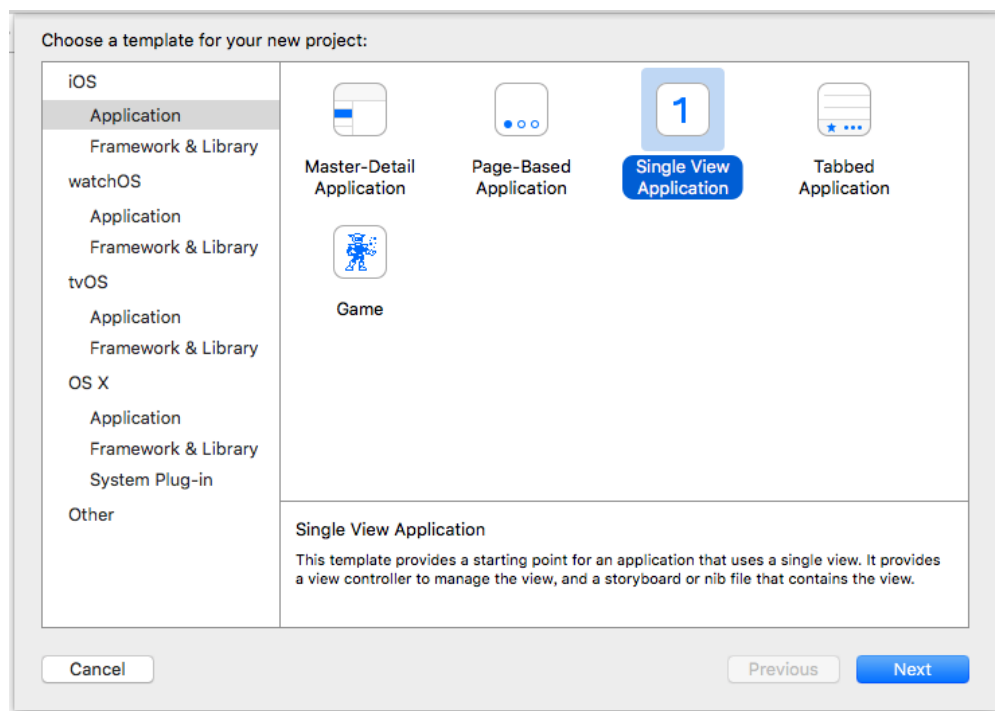 Choose a template for your new project:
iOS
Application
Framework & Library
watchOS
Application
Framework & Library
tvOS
Application
Framework & Library
OS X
Application
Framework & Library
System Plug-in
Other
Master-Detail
Application
Page-Based
Application
1
Single View
Application
Tabbed
Application
Game
Single View Application
This template provides a starting point for an application that uses a single view. It provides
a view controller to manage the view, and a storyboard or nib file that contains the view.
Cancel
Previous
Next